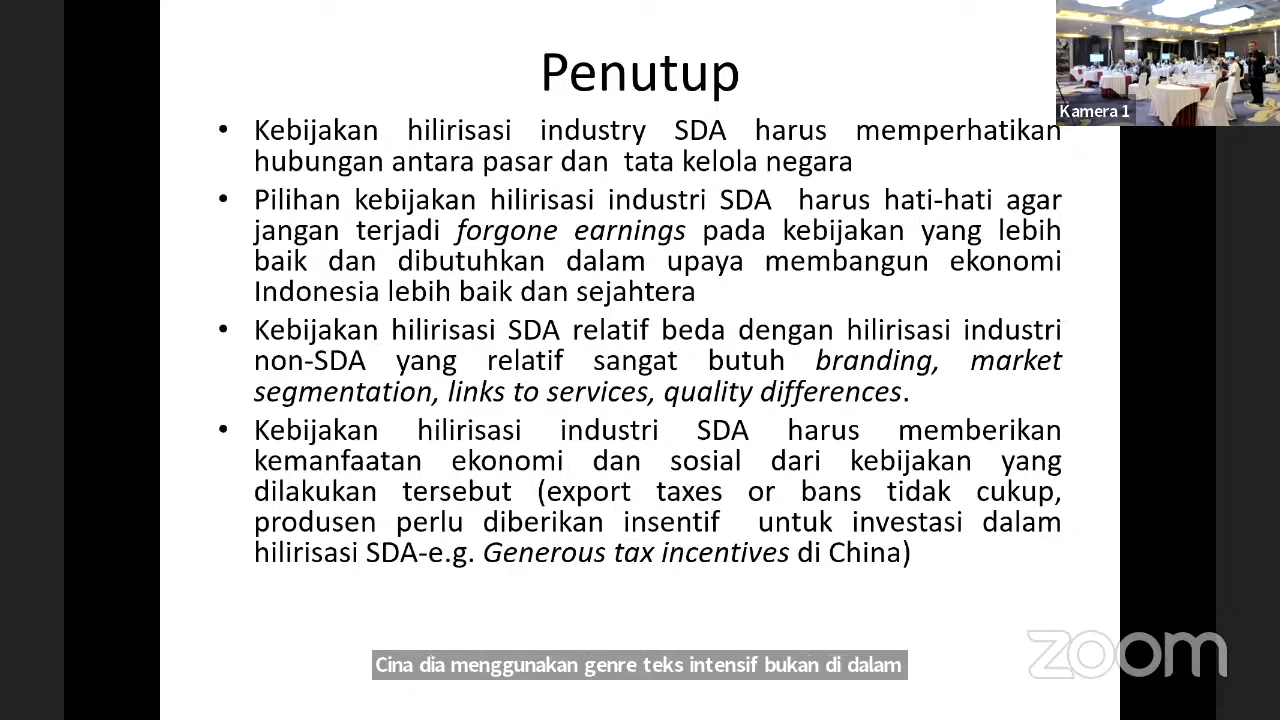 Penutup
Kamera 1
• Kebijakan hilirisasi industry SDA harus memperhatikan
hubungan antara pasar dan tata kelola negara
• Pilihan kebijakan hilirisasi industri SDA harus hati-hati agar
jangan terjadi forgone earnings pada kebijakan yang lebih
baik dan dibutuhkan dalam upaya membangun ekonomi
Indonesia lebih baik dan sejahtera
• Kebijakan hilirisasi SDA relatif beda dengan hilirisasi industri
non-SDA yang relatif sangat butuh branding, market
segmentation, links to services, quality differences.
• Kebijakan hilirisasi industri SDA harus memberikan
kemanfaatan ekonomi dan sosial dari kebijakan yang
dilakukan tersebut (export taxes or bans tidak cukup,
produsen perlu diberikan insentif untuk investasi dalam
hilirisasi SDA-e.g. Generous tax incentives di China)
Cina dia menggunakan genre teks intensif bukan di dalam
zoom